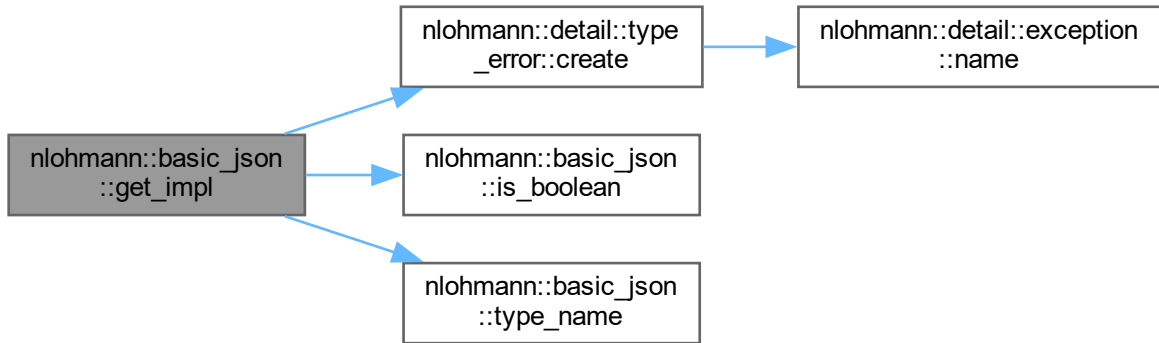 nlohmann::basic_json
::get_impl
nlohmann::detail::type
_error::create
nlohmann::detail::exception
::name
nlohmann::basic_json
::is_boolean
nlohmann::basic_json
::type_name